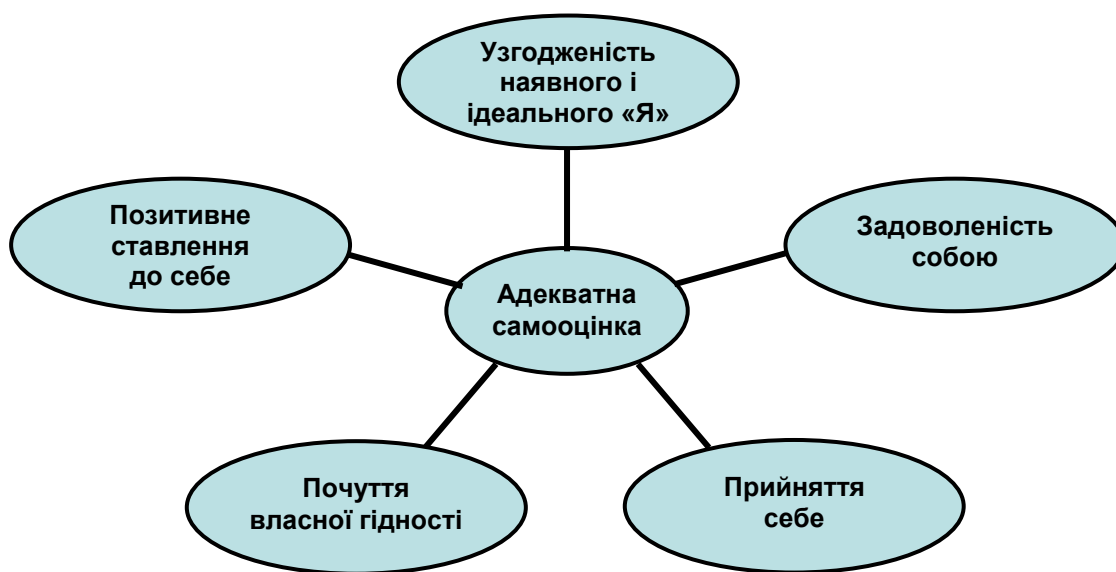 Узгодженість
наявного і
ідеального «Я»
Позитивне
ставлення
до себе
Задоволеність
собою
Адекватна
самооцінка
Почуття
власної гідності
Прийняття
себе